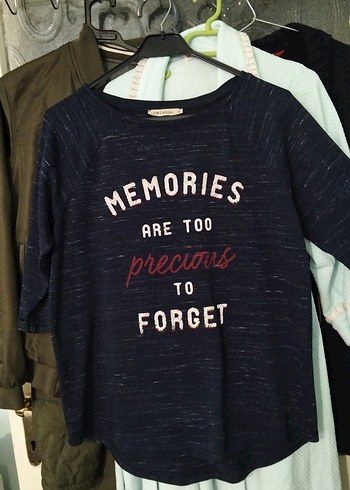 MEMORIES
ARE TOO
precious
TO
FORGET